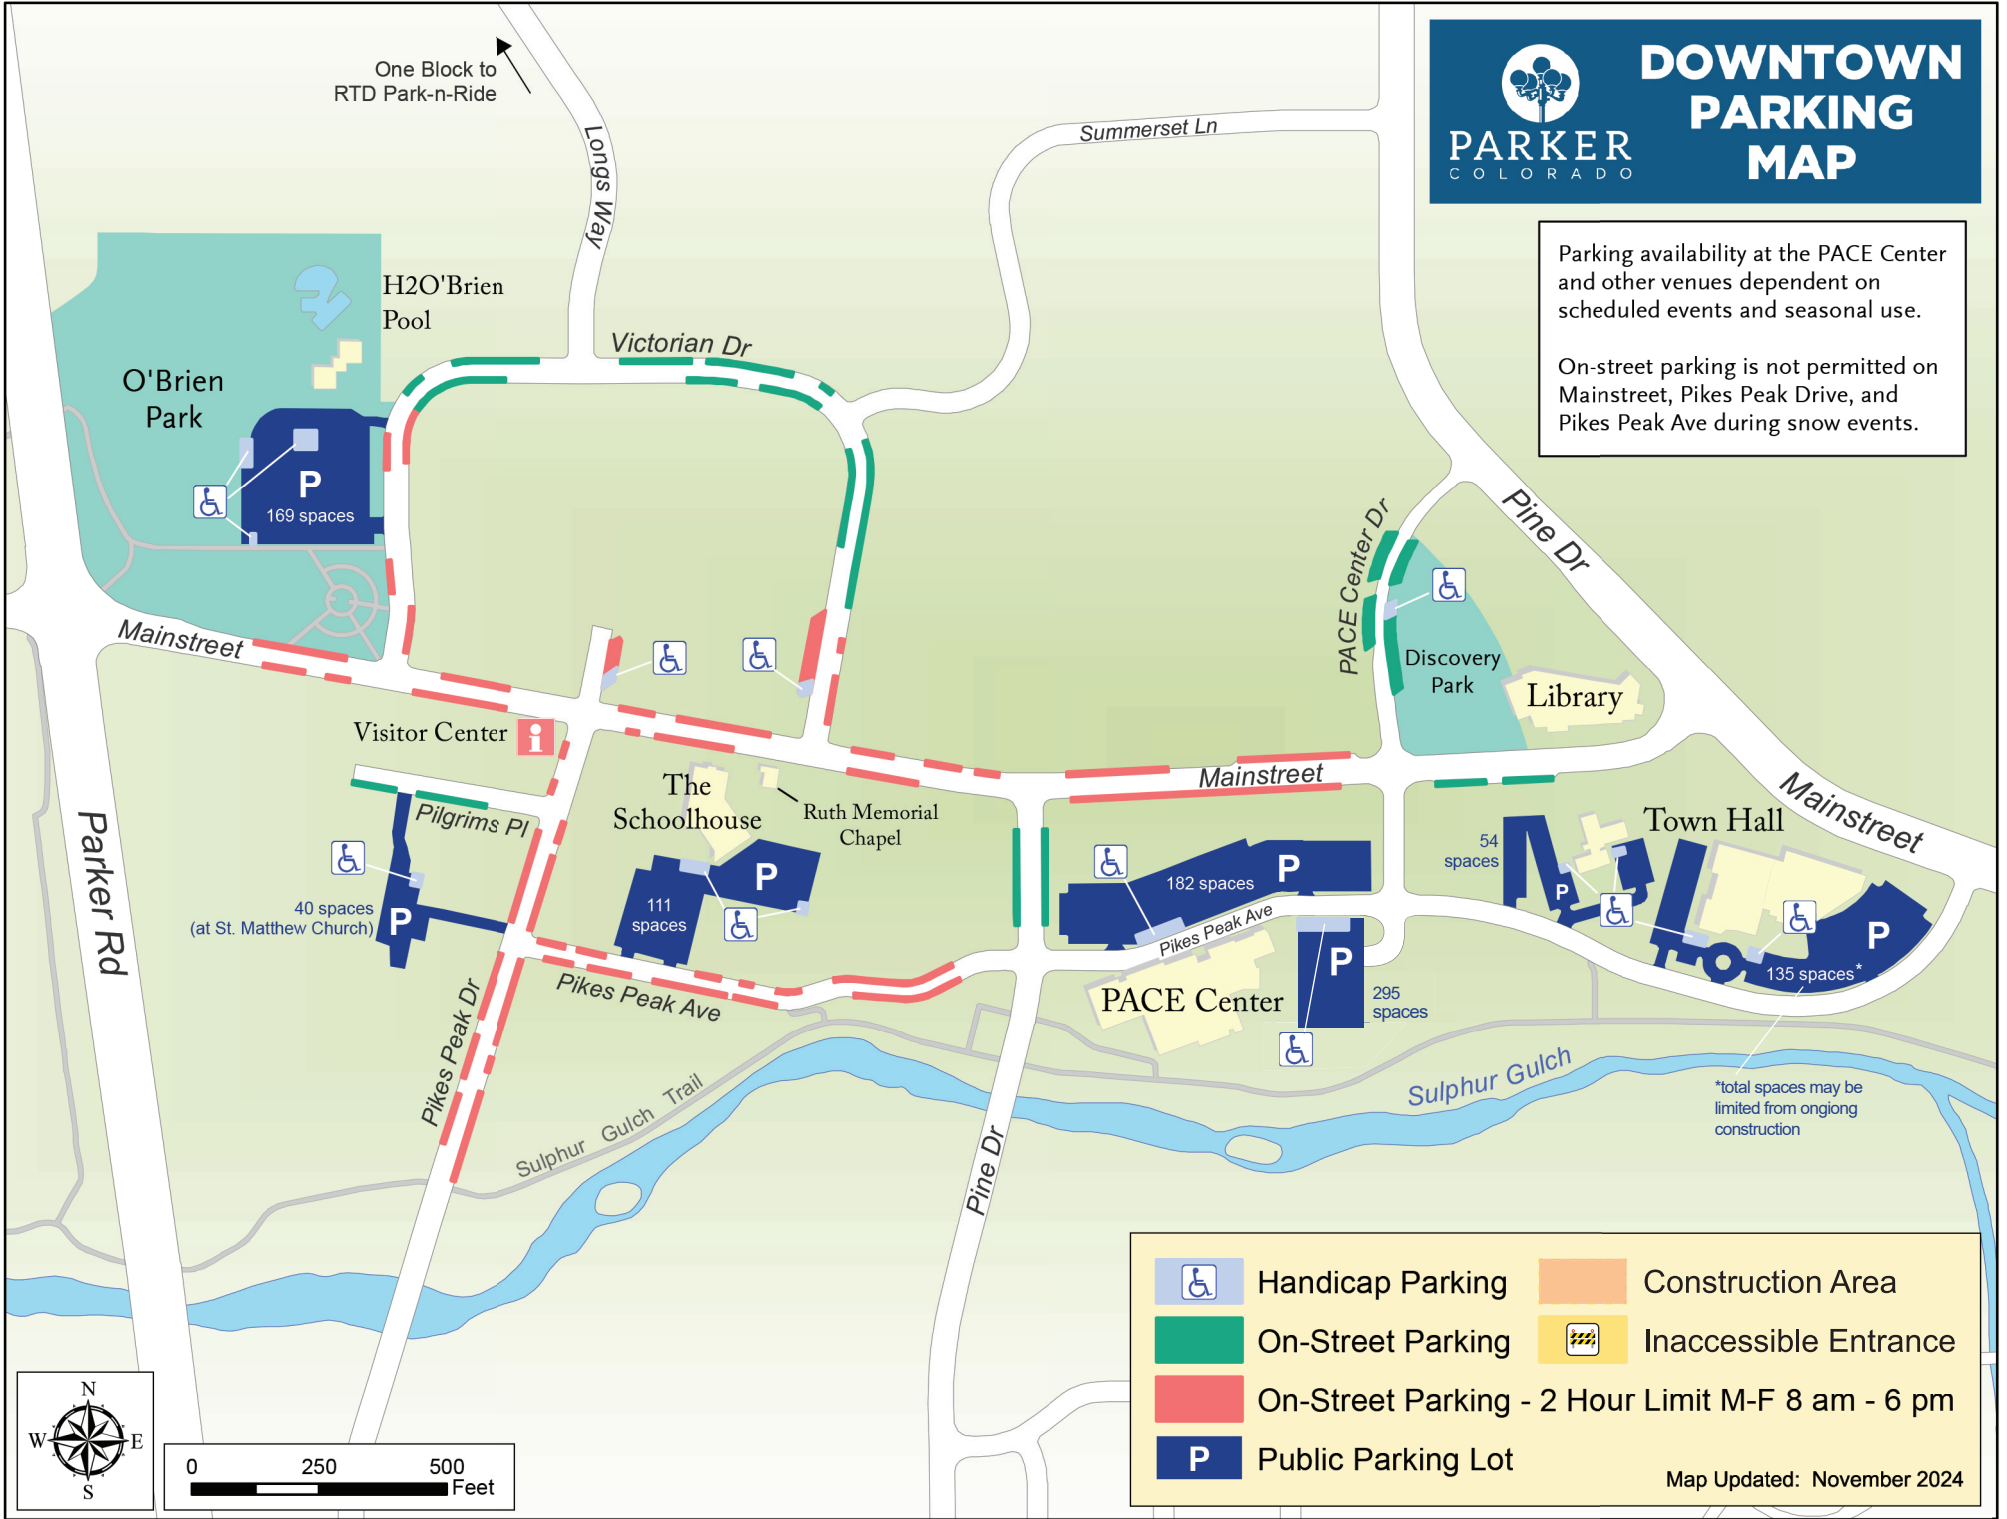 One Block to
RTD Park-n-Ride
Longs Way
Summerset Ln
PARKER
COLORADO
DOWNTOWN
PARKING
MAP
Parking availability at the PACE Center
and other venues dependent on
scheduled events and seasonal use.
On-street parking is not permitted on
Mainstreet, Pikes Peak Drive, and
Pikes Peak Ave during snow events.
H2O'Brien
Pool
Victorian Dr
O'Brien
Park
P
169 spaces
Pine Dr
PACE Center Dr
Discovery
Park
Library
Mainstreet
Visitor Center
i
The
Schoolhouse
Ruth Memorial
Chapel
Mainstreet
Mainstreet
Pilgrims Pl
Parker Rd
40 spaces
(at St. Matthew Church)
P
111
spaces
P
182 spaces
P
54
spaces
P
Town Hall
135 spaces*
P
Pikes Peak Ave
Pikes Peak Ave
PACE Center
P
295
spaces
Pikes Peak Dr
Sulphur Gulch Trail
Sulphur Gulch
*total spaces may be
limited from ongiong
construction
Pine Dr
Handicap Parking
Construction Area
On-Street Parking
Inaccessible Entrance
On-Street Parking - 2 Hour Limit M-F 8 am - 6 pm
P
Public Parking Lot
Map Updated: November 2024
N
W
E
S
0
250
500
Feet